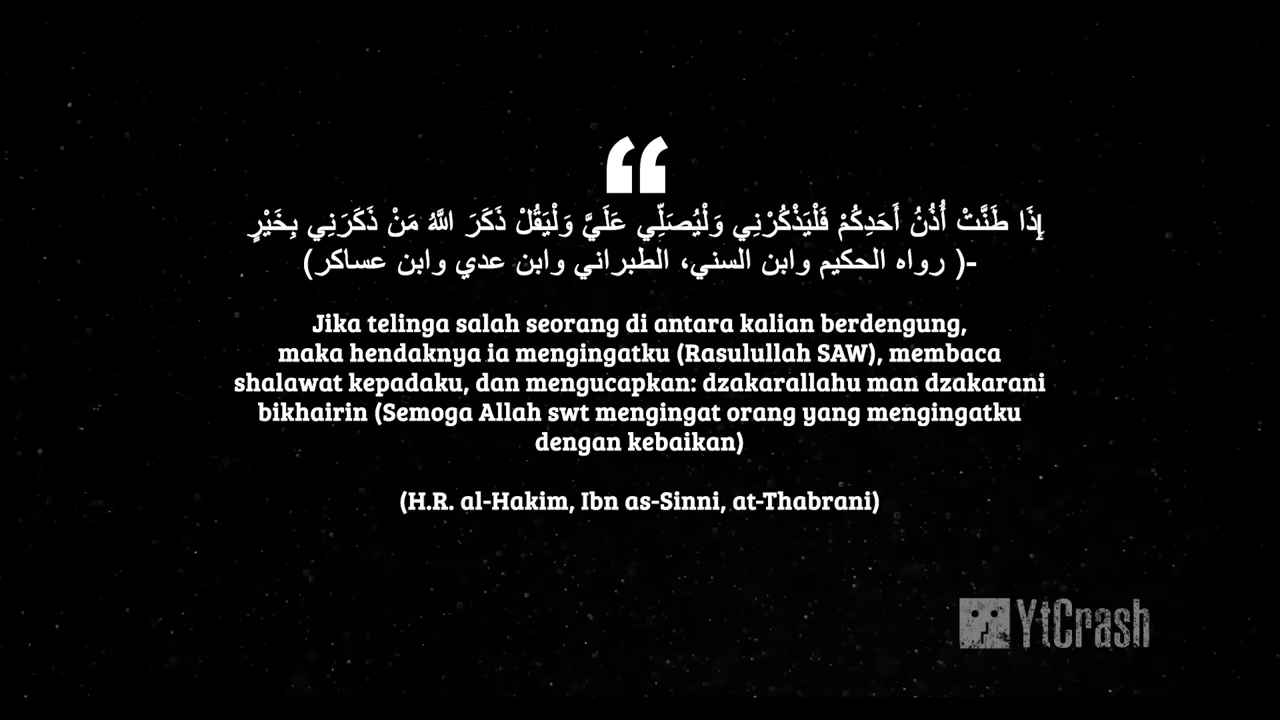 “
إِذَا طَنَّتْ أُذُنُ أَحَدِكُمْ فَلْيَذْكُرْنِي وَلْيُصَلِّي عَلَيَّ وَلْيَقُلْ ذَكَرَ اللَّهُ مَنْ ذَكَرَنِي بِخَيْرٍ
-( رواه الحكيم وابن السني، الطبراني وابن عدي وابن عساكر)
Jika telinga salah seorang di antara kalian berdengung,
maka hendaknya ia mengingatku (Rasulullah SAW), membaca
shalawat kepadaku, dan mengucapkan: dzakarallahu man dzakarani
bikhairin (Semoga Allah swt mengingat orang yang mengingatku
dengan kebaikan)
(H.R. al-Hakim, Ibn as-Sinni, at-Thabrani)
YtCrash